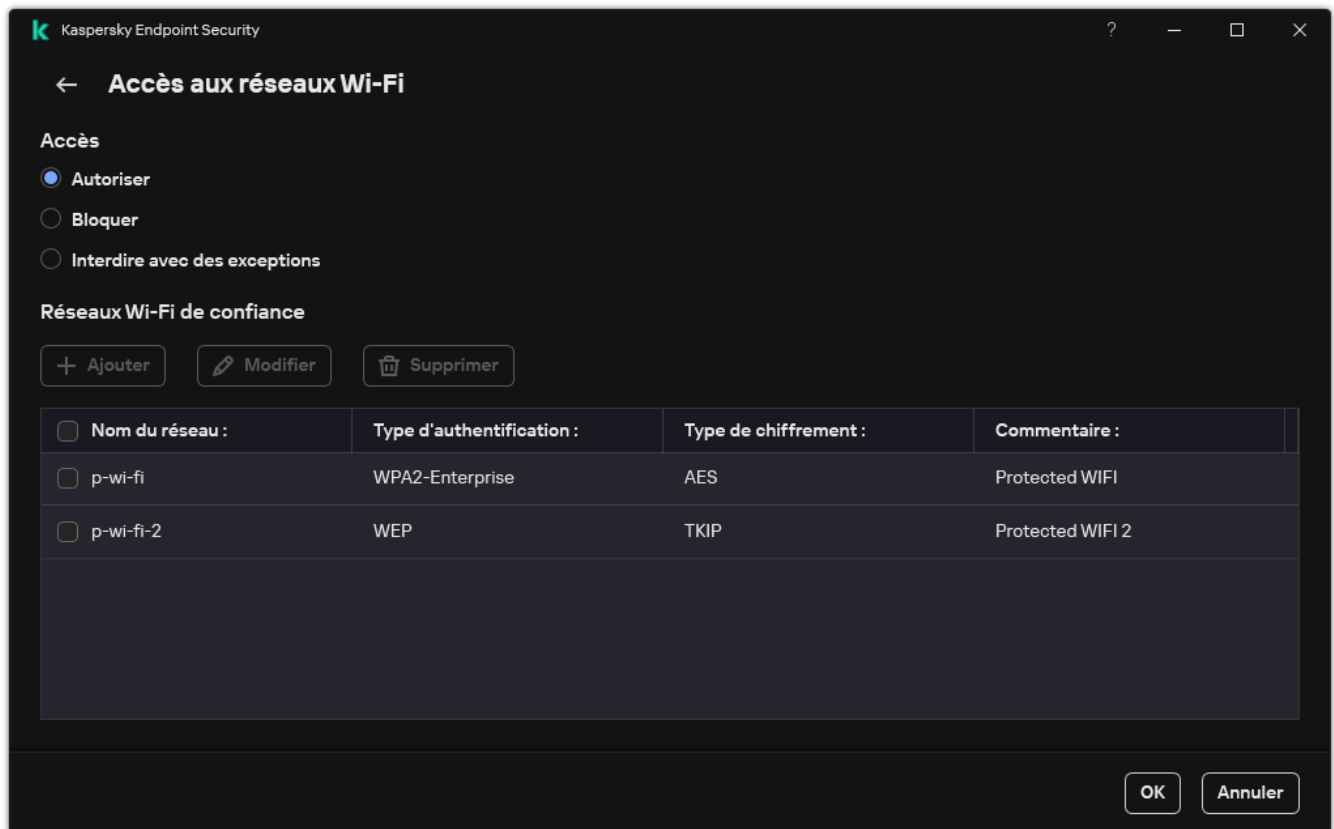 Kaspersky Endpoint Security
?
Accès aux réseaux Wi-Fi
Accès
Autoriser
Bloquer
Interdire avec des exceptions
Réseaux Wi-Fi de confiance
Ajouter Modifier Supprimer
Nom du réseau : Type d'authentification : Type de chiffrement : Commentaire :
p-wi-fi WPA2-Enterprise AES Protected WIFI
p-wi-fi-2 WEP TKIP Protected WIFI 2
OK Annuler